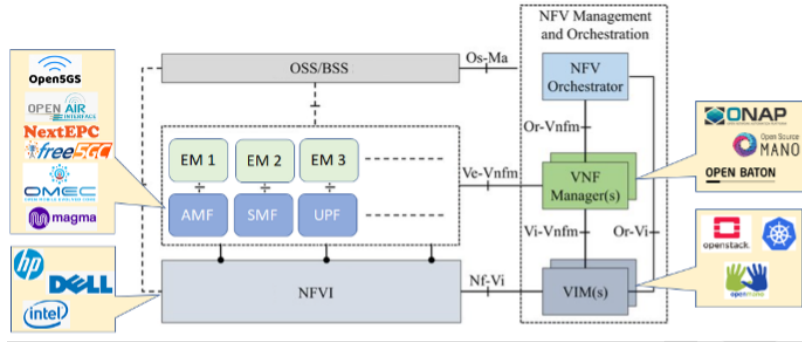 NFV Management
and Orchestration
OSS/BSS
Os-Ma
NFV
Orchestrator
Open5GS
OPEN AIR
INTERFACE
NextEPC
free5GC
OMEC
magma
EM 1
EM 2
EM 3
AMF
SMF
UPF
Or-Vnfm
Ve-Vnfm
VNF
Manager(s)
ONAP
Open Source
MANO
OPEN BATON
Vi-Vnfm
Or-Vi
hp
DELL
intel
NFVI
Nf-Vi
VIM(s)
openstack.
openmano